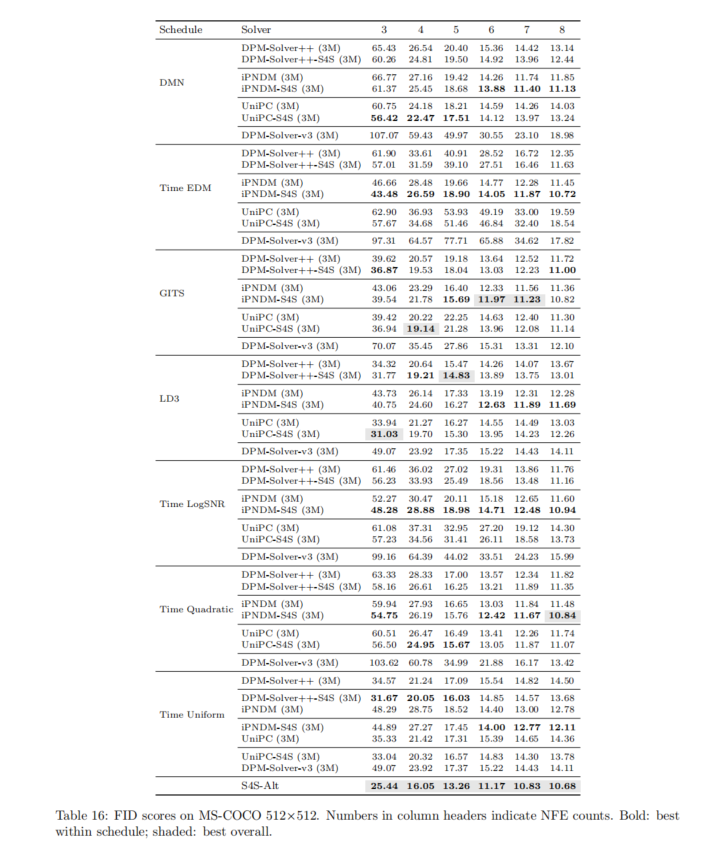 Schedule Solver 3 4 5 6 7 8
DPM-Solver++ (3M) 65.43 26.54 20.40 15.36 14.42 13.14
DPM-Solver++-S4S (3M) 60.26 24.81 19.50 14.92 13.96 12.44
DMN
iPNDM (3M) 66.77 27.16 19.42 14.26 11.74 11.85
iPNDM-S4S (3M) 61.37 25.45 18.68 13.88 11.40 11.13
UniPC (3M) 60.75 24.18 18.21 14.59 14.26 14.03
UniPC-S4S (3M) 56.42 22.47 17.51 14.12 13.97 13.24
DPM-Solver-v3 (3M) 107.07 59.43 49.97 30.55 23.10 18.98
DPM-Solver++ (3M) 61.90 33.61 40.91 28.52 16.72 12.35
DPM-Solver++-S4S (3M) 57.01 31.59 39.10 27.51 16.46 11.63
Time EDM
iPNDM (3M) 46.66 28.48 19.66 14.77 12.28 11.45
iPNDM-S4S (3M) 43.48 26.59 18.90 14.05 11.87 10.72
UniPC (3M) 62.90 36.93 53.93 49.19 33.00 19.59
UniPC-S4S (3M) 57.67 34.68 51.46 46.84 32.40 18.54
DPM-Solver-v3 (3M) 97.31 64.57 77.71 65.88 34.62 17.82
DPM-Solver++ (3M) 39.62 20.57 19.18 13.64 12.52 11.72
DPM-Solver++-S4S (3M) 36.87 19.53 18.04 13.03 12.23 11.00
GITS
iPNDM (3M) 43.06 23.29 16.40 12.33 11.56 11.36
iPNDM-S4S (3M) 39.54 21.78 15.69 11.97 11.23 10.82
UniPC (3M) 39.42 20.22 22.25 14.63 12.40 11.30
UniPC-S4S (3M) 36.94 19.14 21.28 13.96 12.08 11.14
DPM-Solver-v3 (3M) 70.07 35.45 27.86 15.31 13.31 12.10
DPM-Solver++ (3M) 34.32 20.64 15.47 14.26 14.07 13.67
DPM-Solver++-S4S (3M) 31.77 19.21 14.83 13.89 13.75 13.01
LD3
iPNDM (3M) 43.73 26.14 17.33 13.19 12.31 12.28
iPNDM-S4S (3M) 40.75 24.60 16.27 12.63 11.89 11.69
UniPC (3M) 33.94 21.27 16.27 14.55 14.49 13.03
UniPC-S4S (3M) 31.03 19.70 15.30 13.95 14.23 12.26
DPM-Solver-v3 (3M) 49.07 23.92 17.35 15.22 14.43 14.11
DPM-Solver++ (3M) 61.46 36.02 27.02 19.31 13.86 11.76
DPM-Solver++-S4S (3M) 56.23 33.93 25.49 18.56 13.48 11.16
Time LogSNR
iPNDM (3M) 52.27 30.47 20.11 15.18 12.65 11.60
iPNDM-S4S (3M) 48.28 28.88 18.98 14.71 12.48 10.94
UniPC (3M) 61.08 37.31 32.95 27.20 19.12 14.30
UniPC-S4S (3M) 57.23 34.56 31.41 26.11 18.58 13.73
DPM-Solver-v3 (3M) 99.16 64.39 44.02 33.51 24.23 15.99
DPM-Solver++ (3M) 63.33 28.33 17.00 13.57 12.34 11.82
DPM-Solver++-S4S (3M) 58.16 26.61 16.25 13.21 11.89 11.35
Time Quadratic
iPNDM (3M) 59.94 27.93 16.65 13.03 11.84 11.48
iPNDM-S4S (3M) 54.75 26.19 15.76 12.42 11.67 10.84
UniPC (3M) 60.51 26.47 16.49 13.41 12.26 11.74
UniPC-S4S (3M) 56.50 24.95 15.67 13.05 11.87 11.07
DPM-Solver-v3 (3M) 103.62 60.78 34.99 21.88 16.17 13.42
DPM-Solver++ (3M) 34.57 21.24 17.09 15.54 14.82 14.50
DPM-Solver++-S4S (3M) 31.67 20.05 16.03 14.85 14.57 13.68
iPNDM (3M) 48.29 28.75 18.52 14.40 13.00 12.78
Time Uniform
iPNDM-S4S (3M) 44.89 27.27 17.45 14.00 12.77 12.11
UniPC (3M) 35.33 21.42 17.31 15.39 14.65 14.36
UniPC-S4S (3M) 33.04 20.32 16.57 14.83 14.30 13.78
DPM-Solver-v3 (3M) 49.07 23.92 17.37 15.22 14.43 14.11
S4S-Alt 25.44 16.05 13.26 11.17 10.83 10.68
Table 16: FID scores on MS-COCO 512×512. Numbers in column headers indicate NFE counts. Bold: best
within schedule; shaded: best overall.